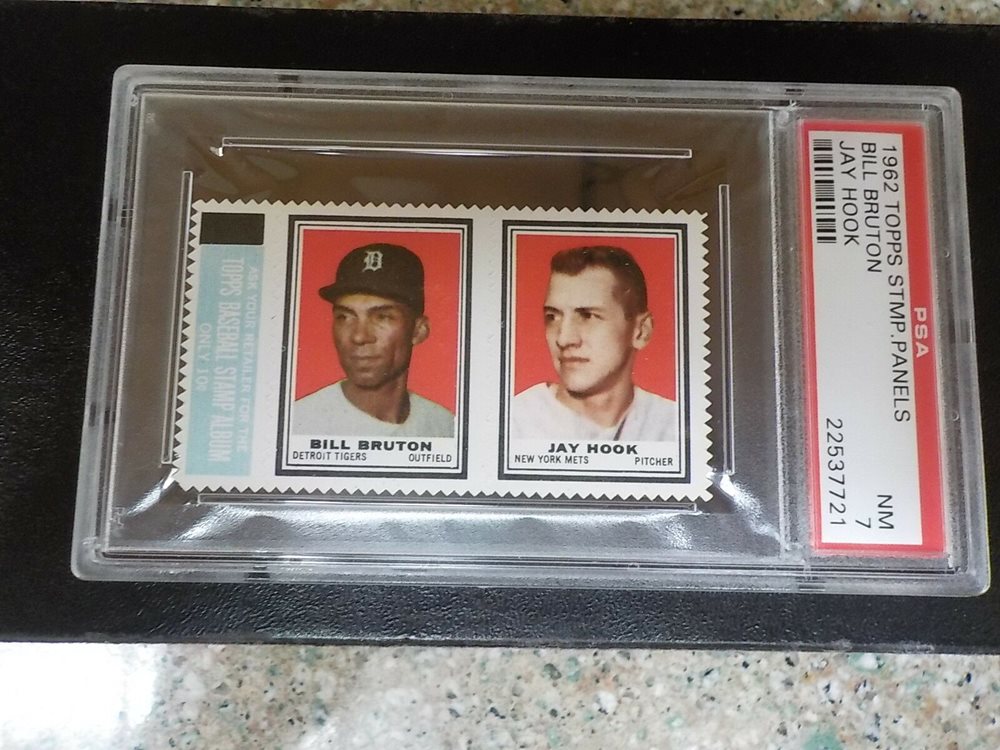 ASK YOUR RETAILER FOR THE
TOPPS BASEBALL STAMP ALBUM
ONLY 10¢
D
BILL BRUTON
DETROIT TIGERS OUTFIELD
JAY HOOK
NEW YORK METS PITCHER
PSA
1962 TOPPS STMP.PANELS
BILL BRUTON
JAY HOOK
NM
7
22537721